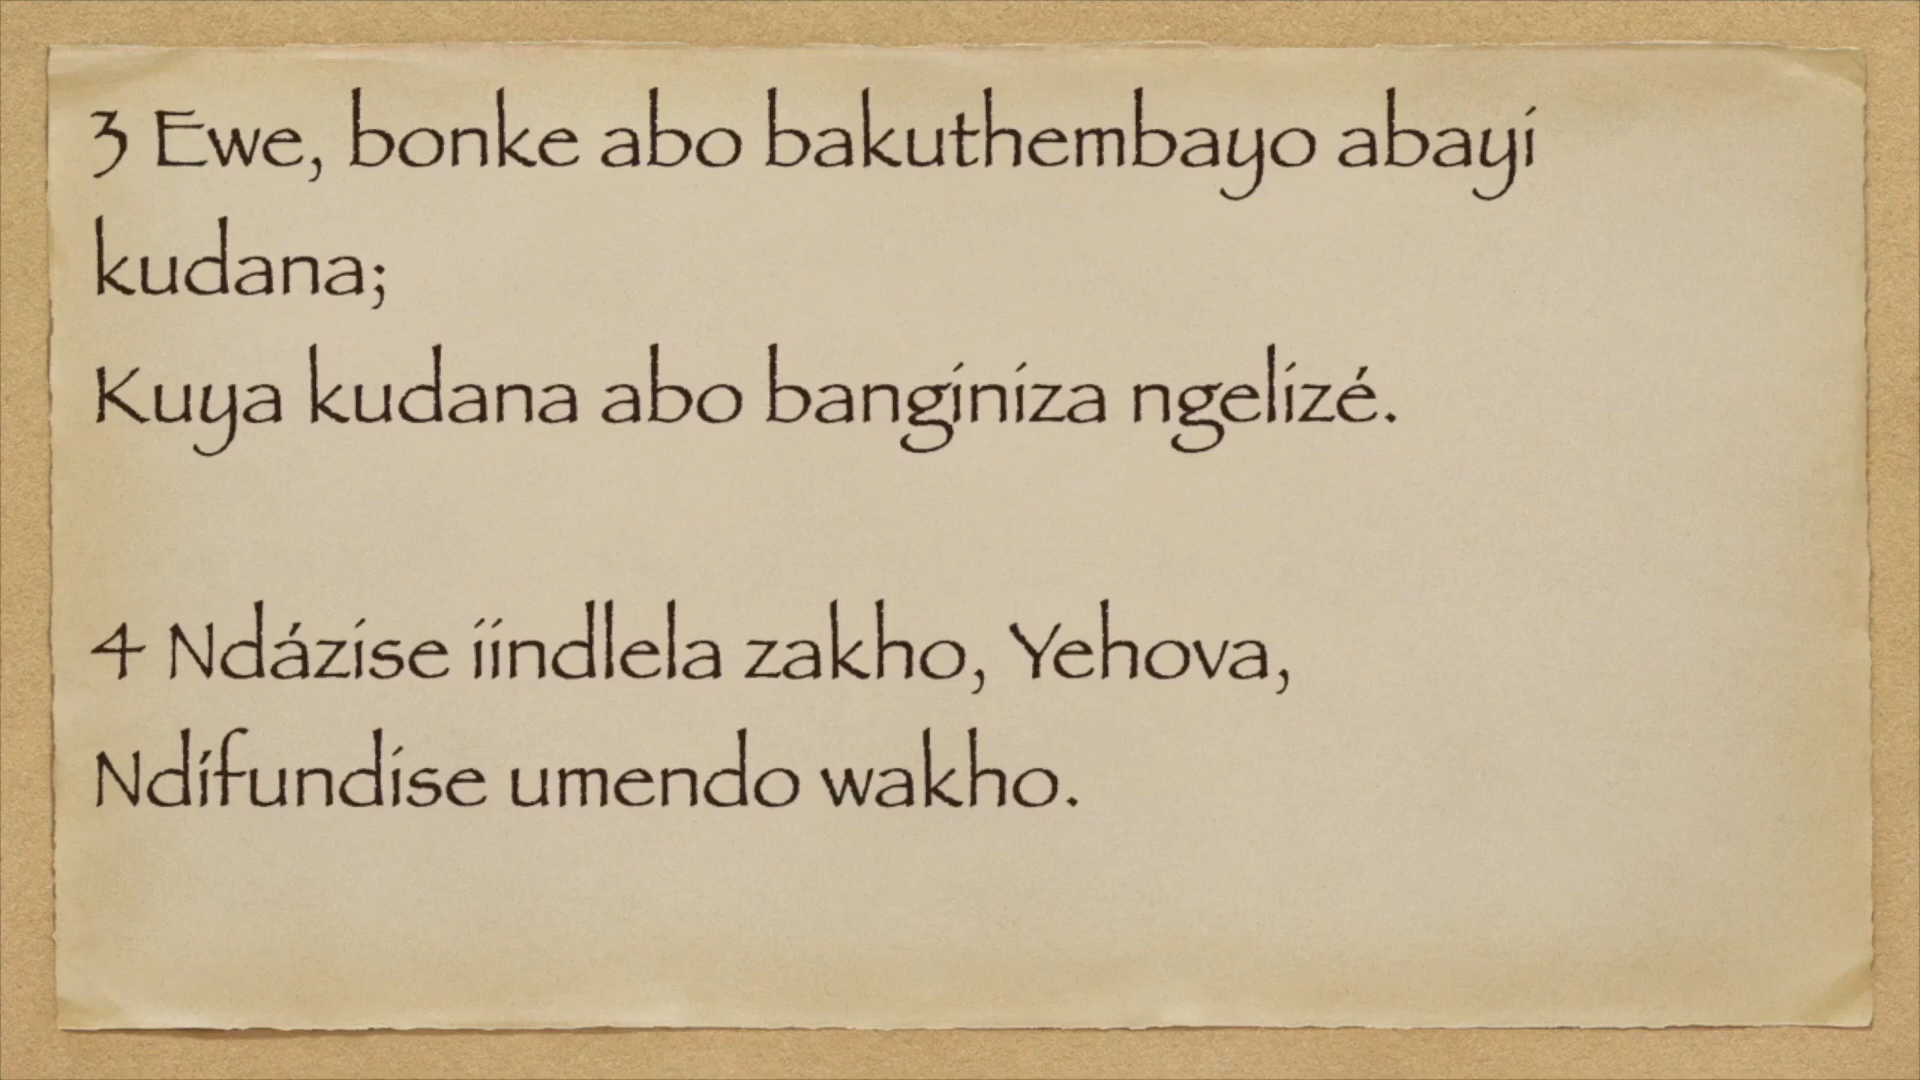 3 Ewe, bonke abo bakuthembayo abayi
kudana;
Kuya kudana abo banginiza ngelizé.
4 Ndázise iindlela zakho, Yehova,
Ndífundise umendo wakho.